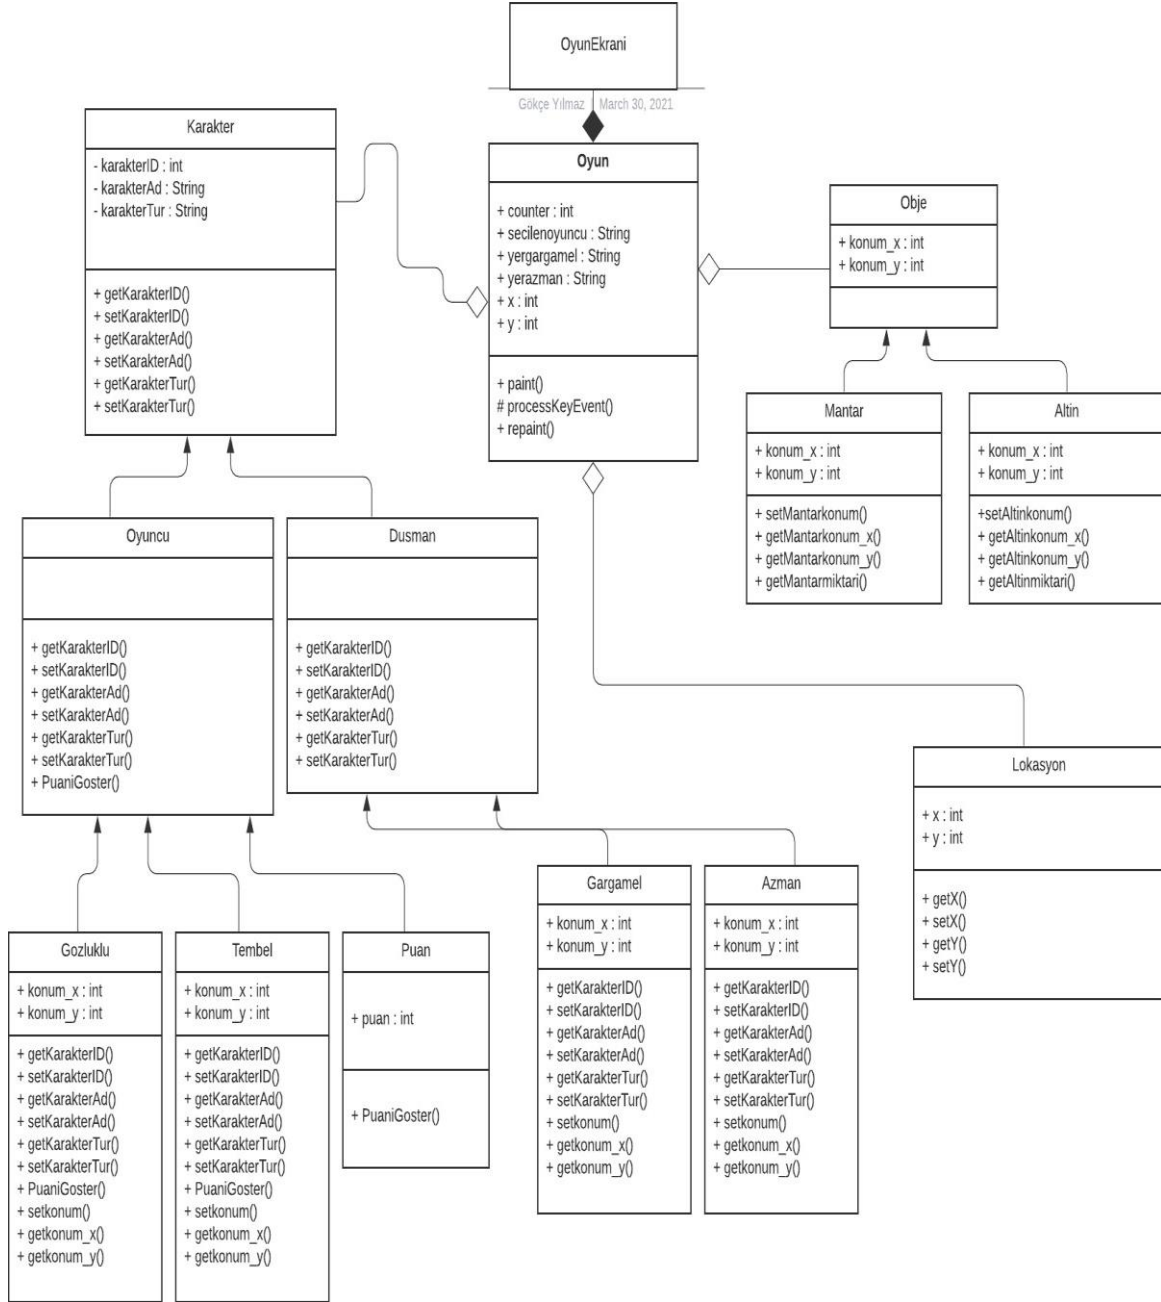 OyunEkrani
Gökçe Yılmaz | March 30, 2021
Karakter
- karakterID : int
- karakterAd : String
- karakterTur : String
+ getKarakterID()
+ setKarakterID()
+ getKarakterAd()
+ setKarakterAd()
+ getKarakterTur()
+ setKarakterTur()
Oyun
+ counter : int
+ secilenoyuncu : String
+ yergargamel : String
+ yerazman : String
+ x : int
+ y : int
+ paint()
# processKeyEvent()
+ repaint()
Obje
+ konum_x : int
+ konum_y : int
Mantar
+ konum_x : int
+ konum_y : int
+ setMantarkonum()
+ getMantarkonum_x()
+ getMantarkonum_y()
+ getMantarmiktari()
Altin
+ konum_x : int
+ konum_y : int
+setAltinkonum()
+ getAltinkonum_x()
+ getAltinkonum_y()
+ getAltinmiktari()
Oyuncu
+ getKarakterID()
+ setKarakterID()
+ getKarakterAd()
+ setKarakterAd()
+ getKarakterTur()
+ setKarakterTur()
+ PuaniGoster()
Dusman
+ getKarakterID()
+ setKarakterID()
+ getKarakterAd()
+ setKarakterAd()
+ getKarakterTur()
+ setKarakterTur()
Lokasyon
+ x : int
+ y : int
+ getX()
+ setX()
+ getY()
+ setY()
Gozluklu
+ konum_x : int
+ konum_y : int
+ getKarakterID()
+ setKarakterID()
+ getKarakterAd()
+ setKarakterAd()
+ getKarakterTur()
+ setKarakterTur()
+ PuaniGoster()
+ setkonum()
+ getkonum_x()
+ getkonum_y()
Tembel
+ konum_x : int
+ konum_y : int
+ getKarakterID()
+ setKarakterID()
+ getKarakterAd()
+ setKarakterAd()
+ getKarakterTur()
+ setKarakterTur()
+ PuaniGoster()
+ setkonum()
+ getkonum_x()
+ getkonum_y()
Puan
+ puan : int
+ PuaniGoster()
Gargamel
+ konum_x : int
+ konum_y : int
+ getKarakterID()
+ setKarakterID()
+ getKarakterAd()
+ setKarakterAd()
+ getKarakterTur()
+ setKarakterTur()
+ setkonum()
+ getkonum_x()
+ getkonum_y()
Azman
+ konum_x : int
+ konum_y : int
+ getKarakterID()
+ setKarakterID()
+ getKarakterAd()
+ setKarakterAd()
+ getKarakterTur()
+ setKarakterTur()
+ setkonum()
+ getkonum_x()
+ getkonum_y()